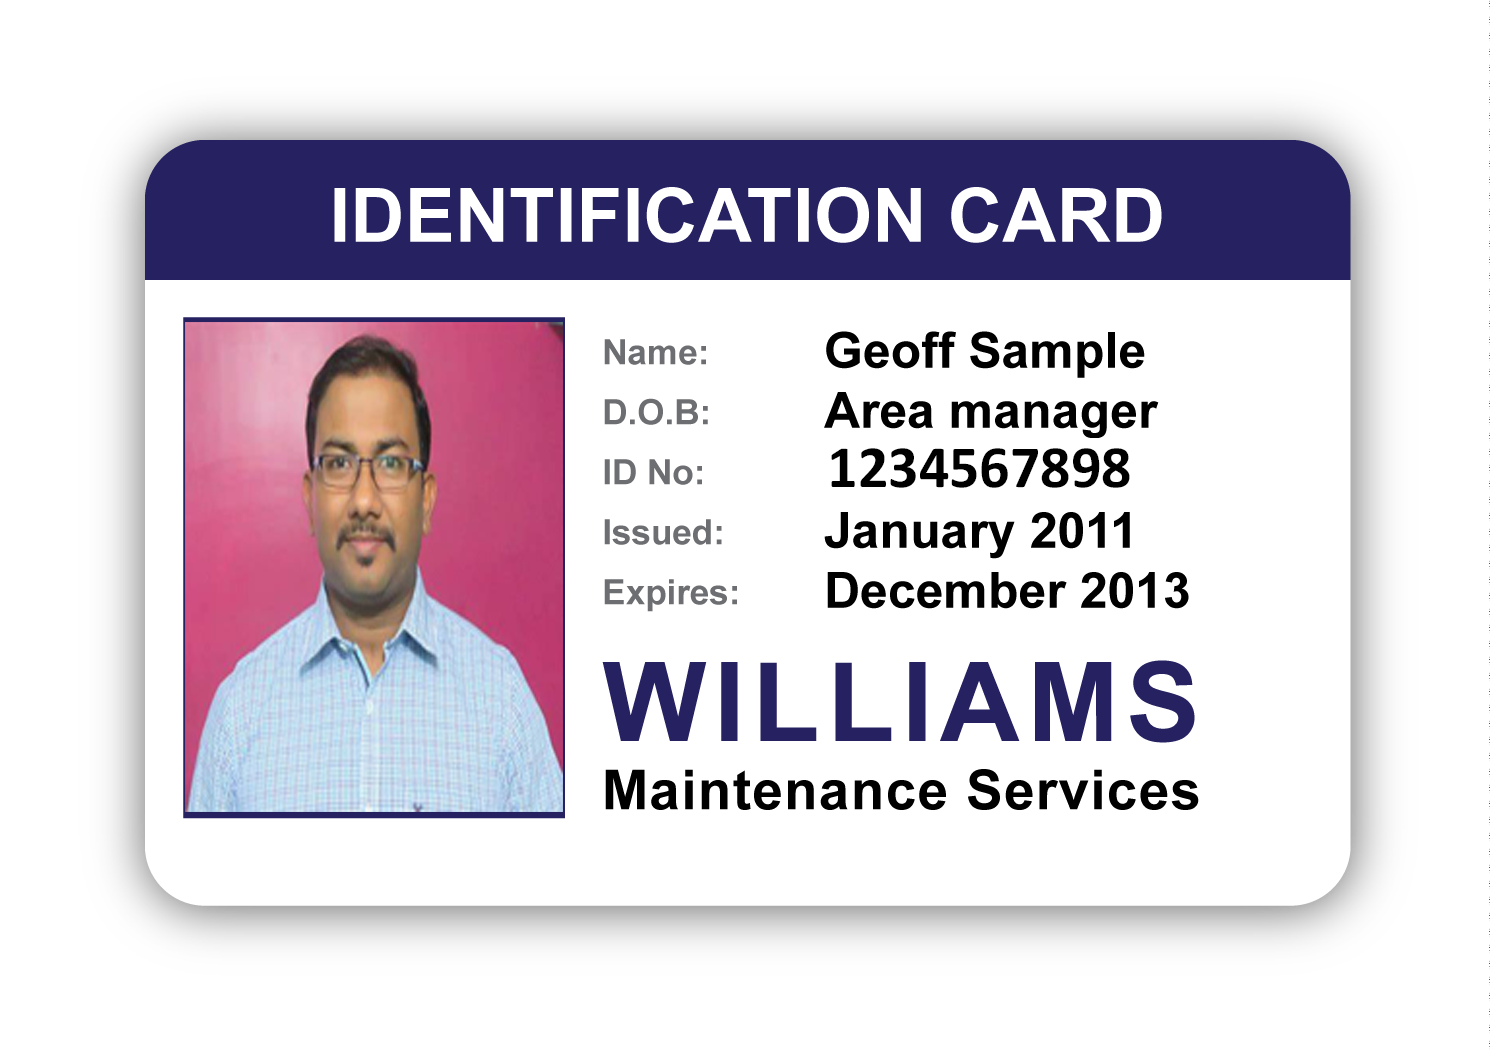 IDENTIFICATION CARD
Name: Geoff Sample
D.O.B: Area manager
ID No: 1234567898
Issued: January 2011
Expires: December 2013
WILLIAMS
Maintenance Services